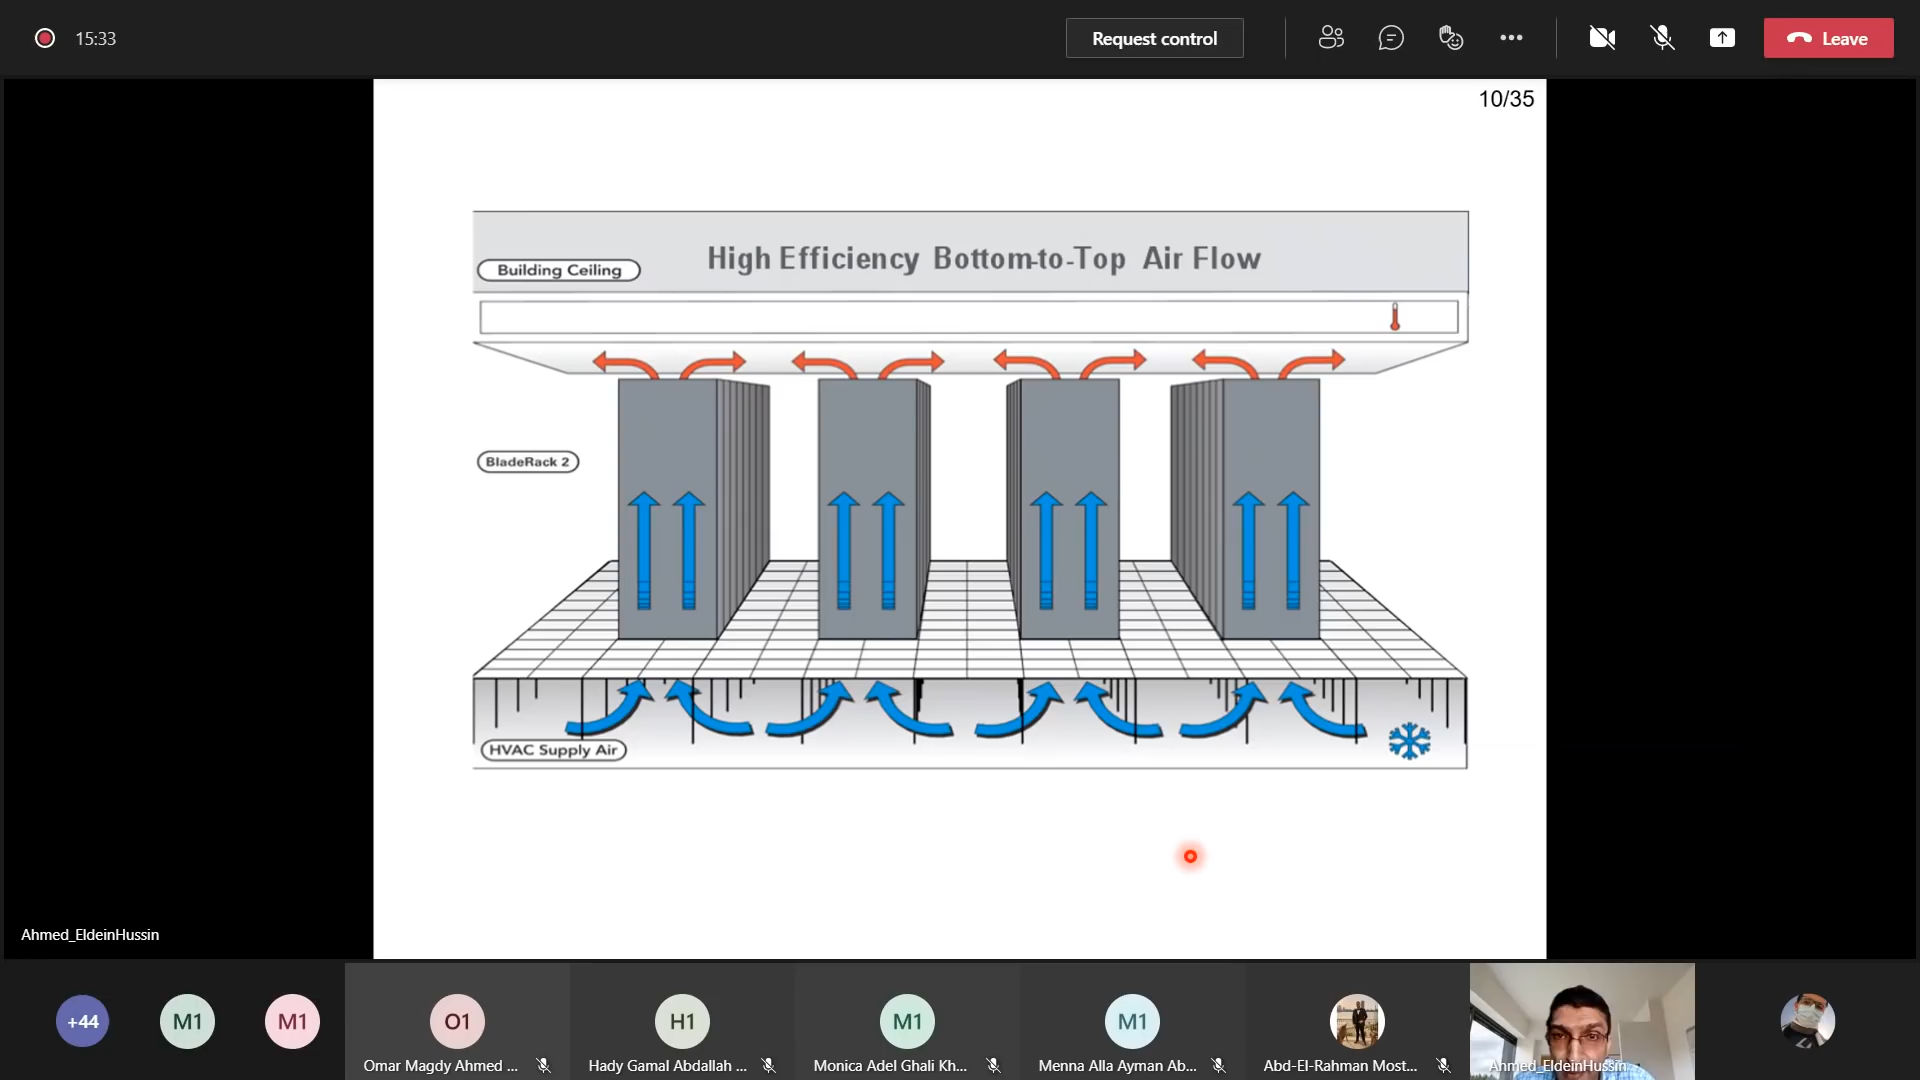 15:33
Request control
Leave
10/35
High Efficiency Bottom-to-Top Air Flow
Building Ceiling
BladeRack 2
HVAC Supply Air
Ahmed_EldeinHussin
+44
M1
M1
O1
H1
M1
M1
Omar Magdy Ahmed ...
Hady Gamal Abdallah ...
Monica Adel Ghali Kh...
Menna Alla Ayman Ab...
Abd-El-Rahman Most...
Ahmed_EldeinHussin